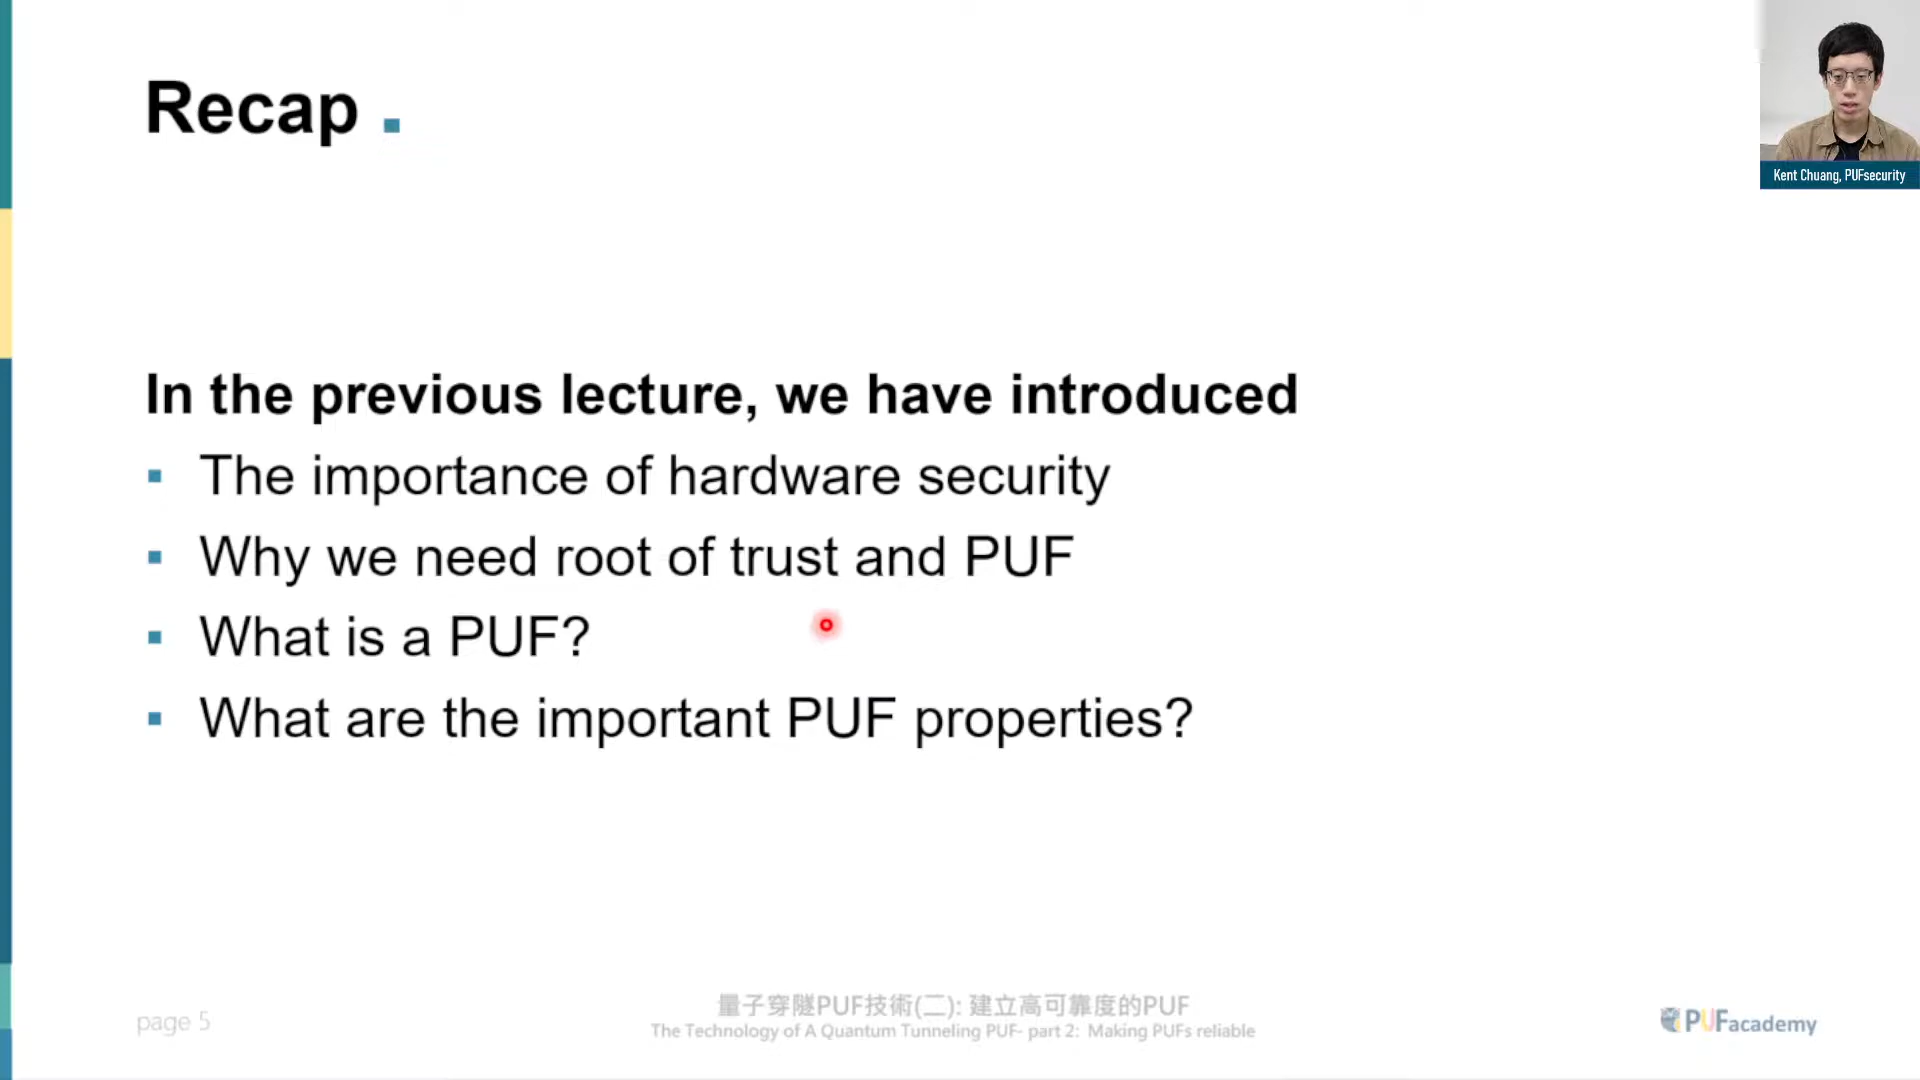 Recap .
Kent Chuang, PUFsecurity
In the previous lecture, we have introduced
▪ The importance of hardware security
▪ Why we need root of trust and PUF
▪ What is a PUF?
▪ What are the important PUF properties?
page 5
量子穿隧PUF技術(二): 建立高可靠度的PUF
The Technology of A Quantum Tunneling PUF- part 2: Making PUFs reliable
PUFacademy